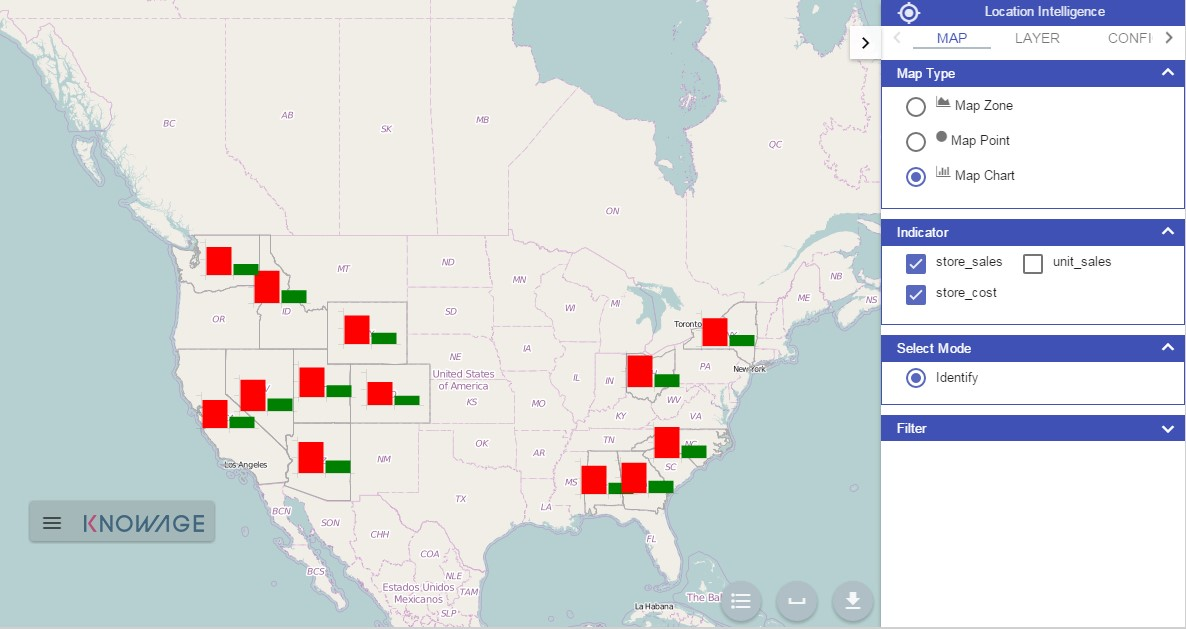 Location Intelligence
MAP LAYER CONFI
Map Type
Map Zone
Map Point
Map Chart
Indicator
store_sales unit_sales
store_cost
Select Mode
Identify
Filter
BC
AB
SK
MB
ON
QC
NB
NS
ME
MT
ND
MN
OR
ID
SD
WI
MI
Toronto
NE
IA
PA
New York
United States
of America
IL
IN
KS
MO
KY
WV
VA
Los Angeles
NM
OK
AR
TN
NC
SC
MS
TX
LA
FL
BCN
SON
CHH
COA
BCS
NLE
Estados Unidos
Mexicanos
TAM
SLP
La Habana
The Ba
KNOWAGE